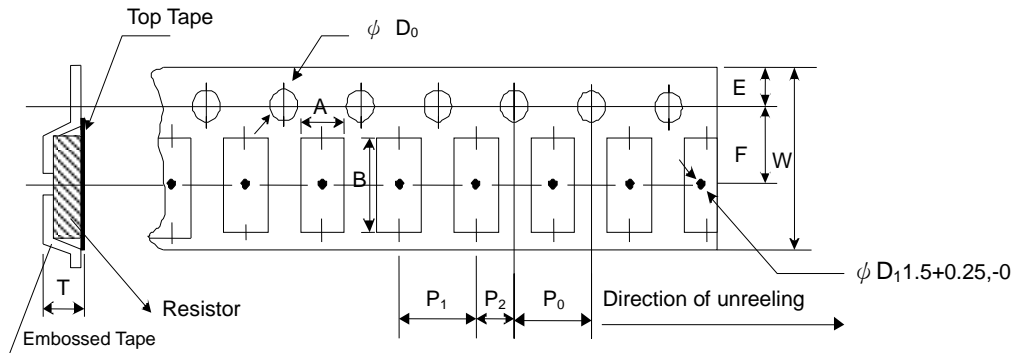 Top Tape
ϕ D₀
E
A
F
W
B
ϕ D₁1.5+0.25,-0
T
P₁
P₂
P₀
Direction of unreeling
Resistor
Embossed Tape